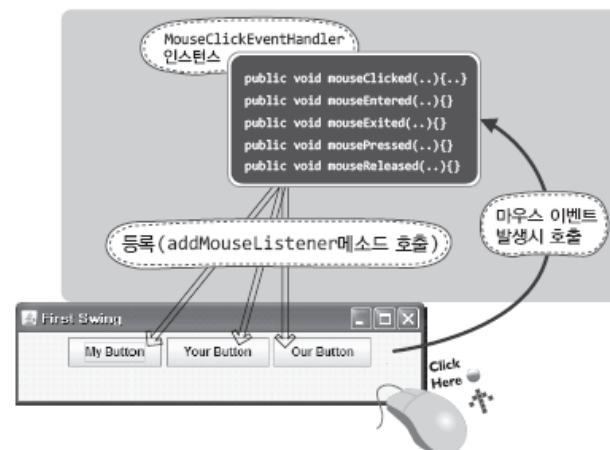 MouseClickEventHandler
인스턴스
public void mouseClicked(..){..}
public void mouseEntered(..){}
public void mouseExited(..){}
public void mousePressed(..){}
public void mouseReleased(..){}
등록(addMouseListener메소드 호출)
마우스 이벤트
발생시 호출
First Swing
My Button
Your Button
Our Button
Click
Here